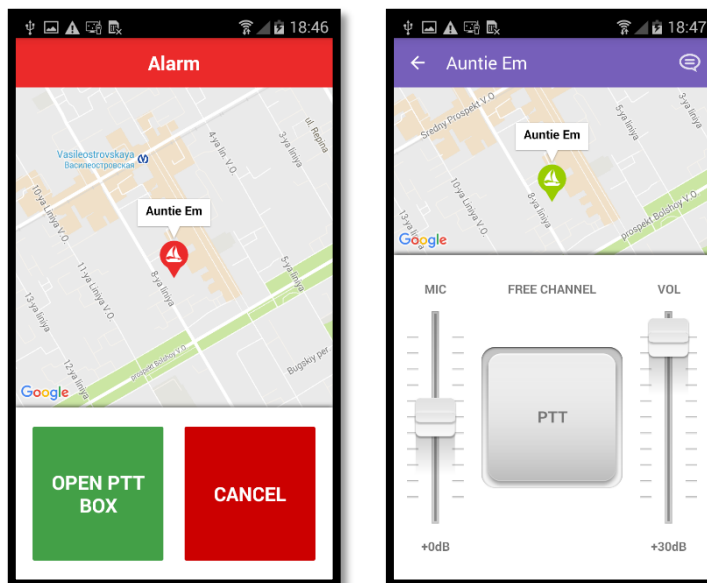 18:46
Alarm
ul. Repina
3-ya liniya
4-ya lin. V.O.
Vasileostrovskaya
Василеостровская
10-ya Liniya V.O.
Auntie Em
11-ya Liniya V.O.
8-ya liniya
5-ya liniya
13-ya liniya
prospekt Bolshoy V.O.
12-ya liniya
Bugskiy per
Google
OPEN PTT
BOX
CANCEL
18:47
Auntie Em
Sredny Prospekt V.O.
3-ya liniya
5-ya liniya
Auntie Em
10-ya Liniya V.O.
8-ya liniya
prospekt Bolshoy V.O.
Google
MIC
FREE CHANNEL
VOL
PTT
+0dB
+30dB